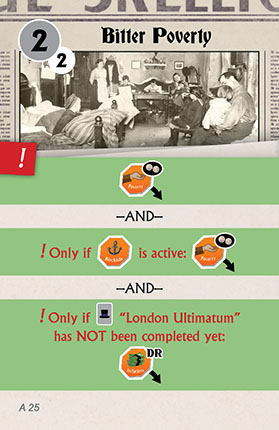 2
2
Bitter Poverty
!
Poverty
–AND–
! Only if Blockade is active: Poverty
–AND–
! Only if "London Ultimatum"
has NOT been completed yet:
DR
A 25